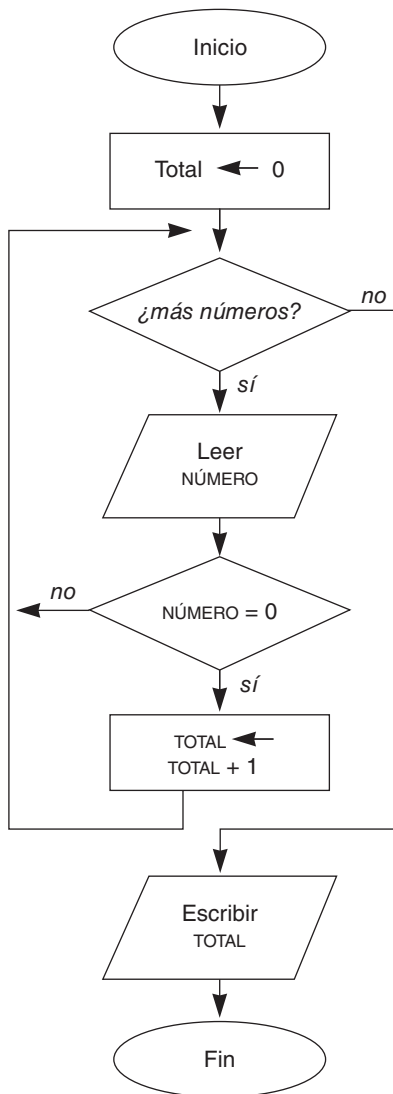 Inicio
Total ← 0
¿más números?
no
sí
Leer
NÚMERO
no
NÚMERO = 0
sí
TOTAL ←
TOTAL + 1
Escribir
TOTAL
Fin